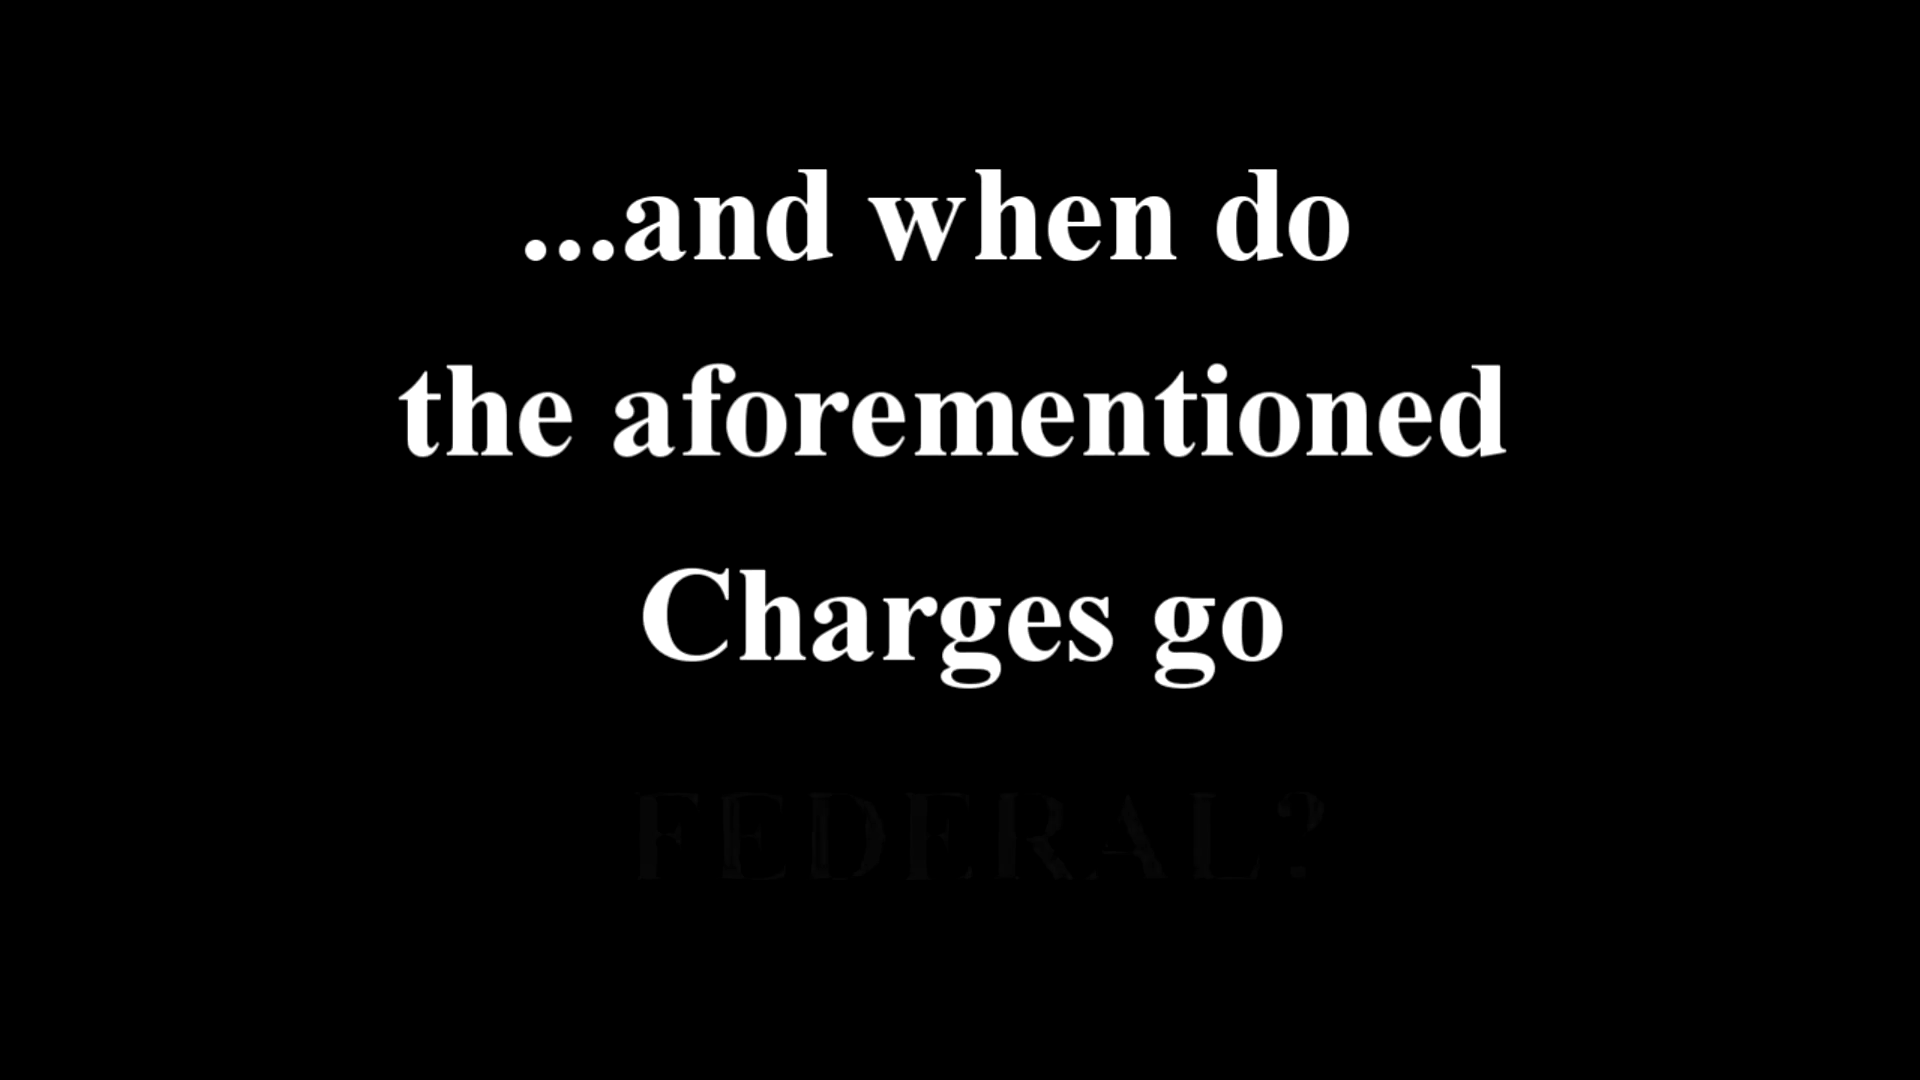 ...and when do
the aforementioned
Charges go
FEDERAL?